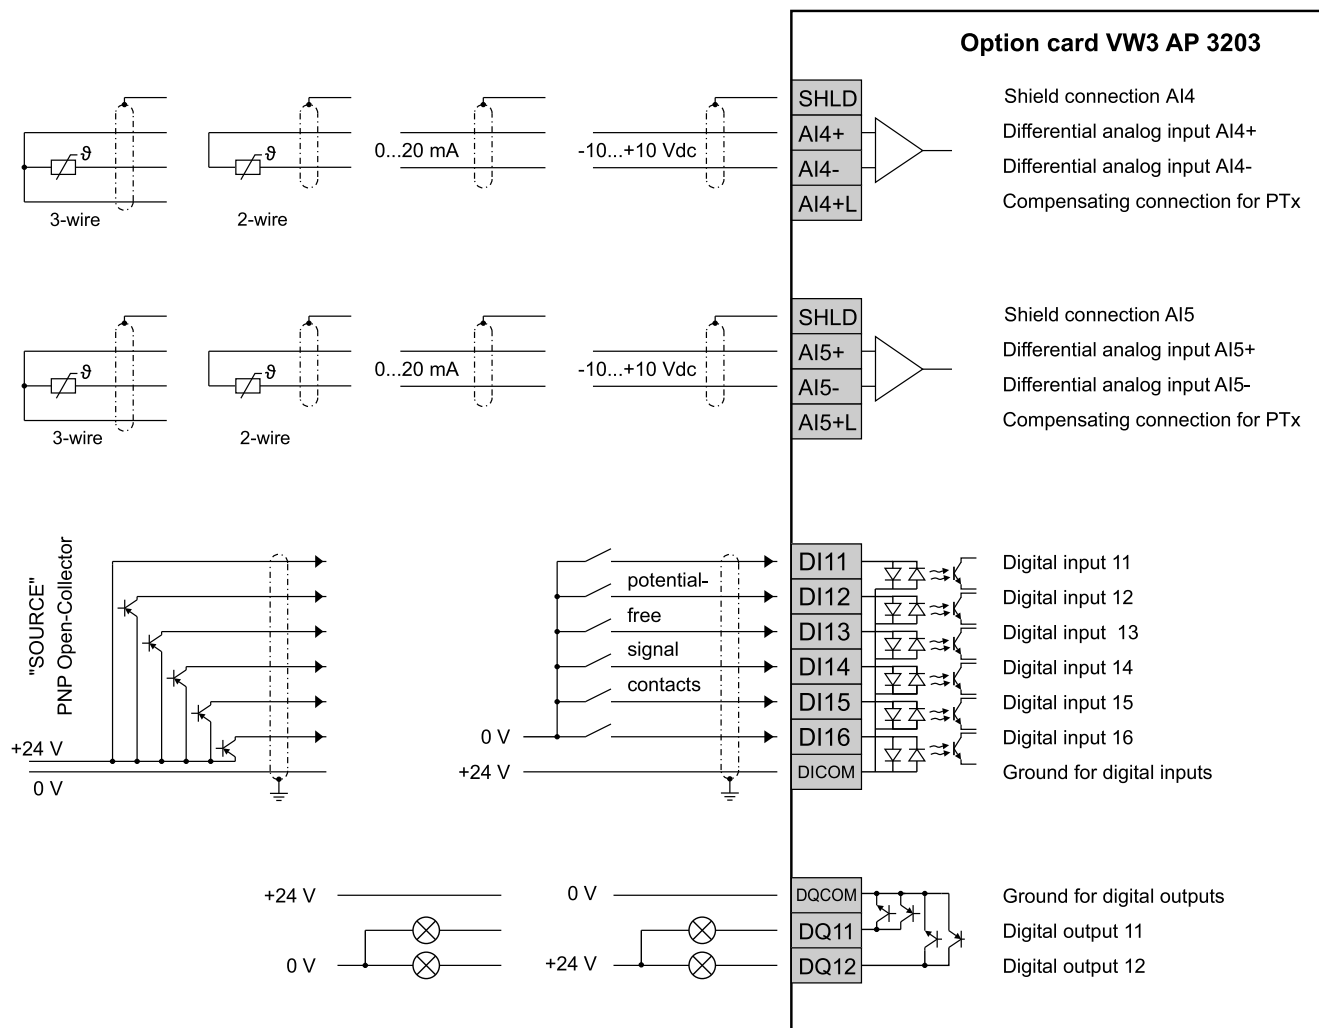 Option card VW3 AP 3203
SHLD
Shield connection AI4
AI4+
Differential analog input AI4+
0...20 mA
-10...+10 Vdc
AI4-
Differential analog input AI4-
AI4+L
Compensating connection for PTx
ϑ
ϑ
3-wire
2-wire
SHLD
Shield connection AI5
AI5+
Differential analog input AI5+
0...20 mA
-10...+10 Vdc
AI5-
Differential analog input AI5-
AI5+L
Compensating connection for PTx
ϑ
ϑ
3-wire
2-wire
"SOURCE"
PNP Open-Collector
+24 V
0 V
potential-
free
signal
contacts
0 V
+24 V
DI11
Digital input 11
DI12
Digital input 12
DI13
Digital input 13
DI14
Digital input 14
DI15
Digital input 15
DI16
Digital input 16
DICOM
Ground for digital inputs
+24 V
0 V
DQCOM
Ground for digital outputs
DQ11
Digital output 11
0 V
+24 V
DQ12
Digital output 12